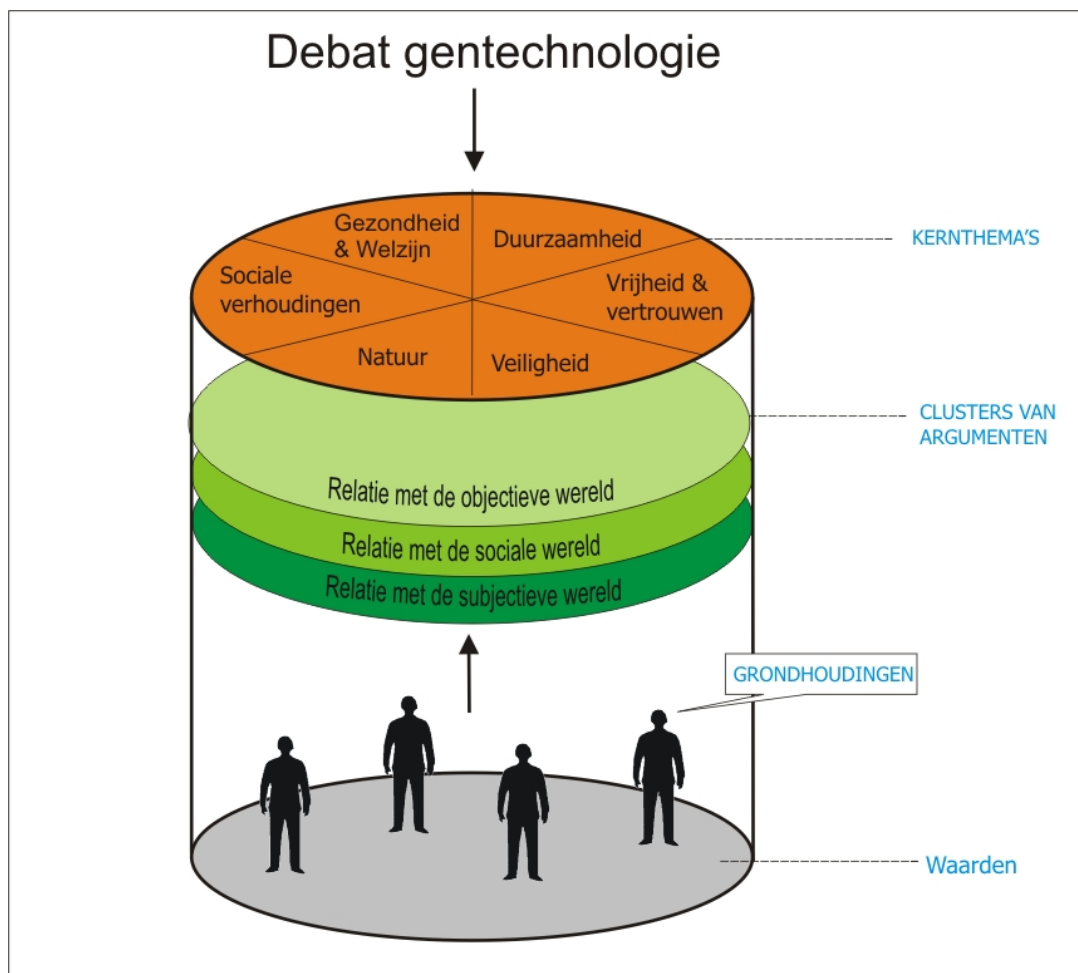 Debat gentechnologie
Gezondheid
& Welzijn
Duurzaamheid
KERNTHEMA'S
Sociale
verhoudingen
Vrijheid &
vertrouwen
Natuur
Veiligheid
CLUSTERS VAN
ARGUMENTEN
Relatie met de objectieve wereld
Relatie met de sociale wereld
Relatie met de subjectieve wereld
GRONDHOUDINGEN
Waarden